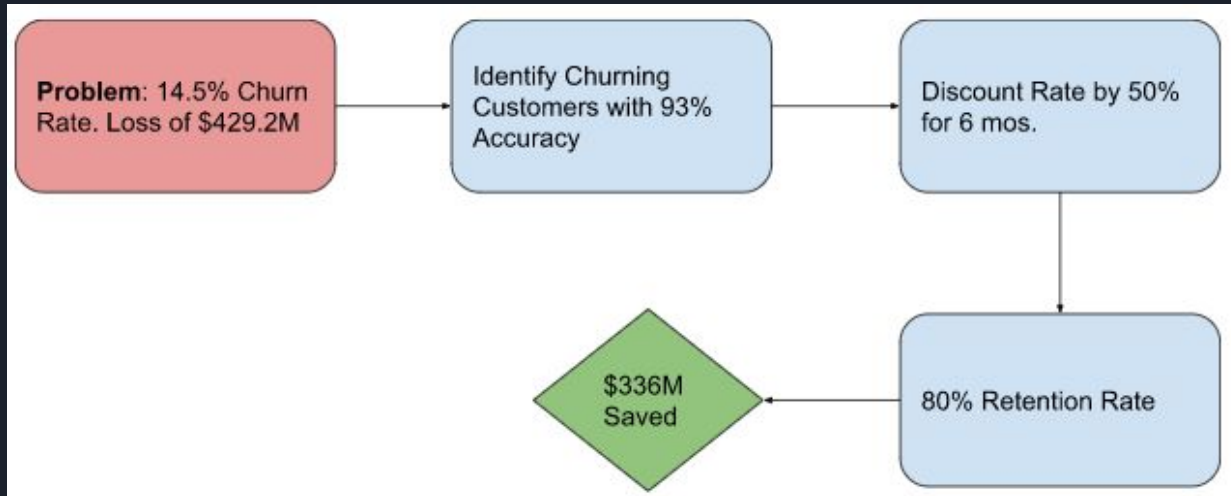 Problem: 14.5% Churn
Rate. Loss of $429.2M
Identify Churning
Customers with 93%
Accuracy
Discount Rate by 50%
for 6 mos.
80% Retention Rate
$336M
Saved